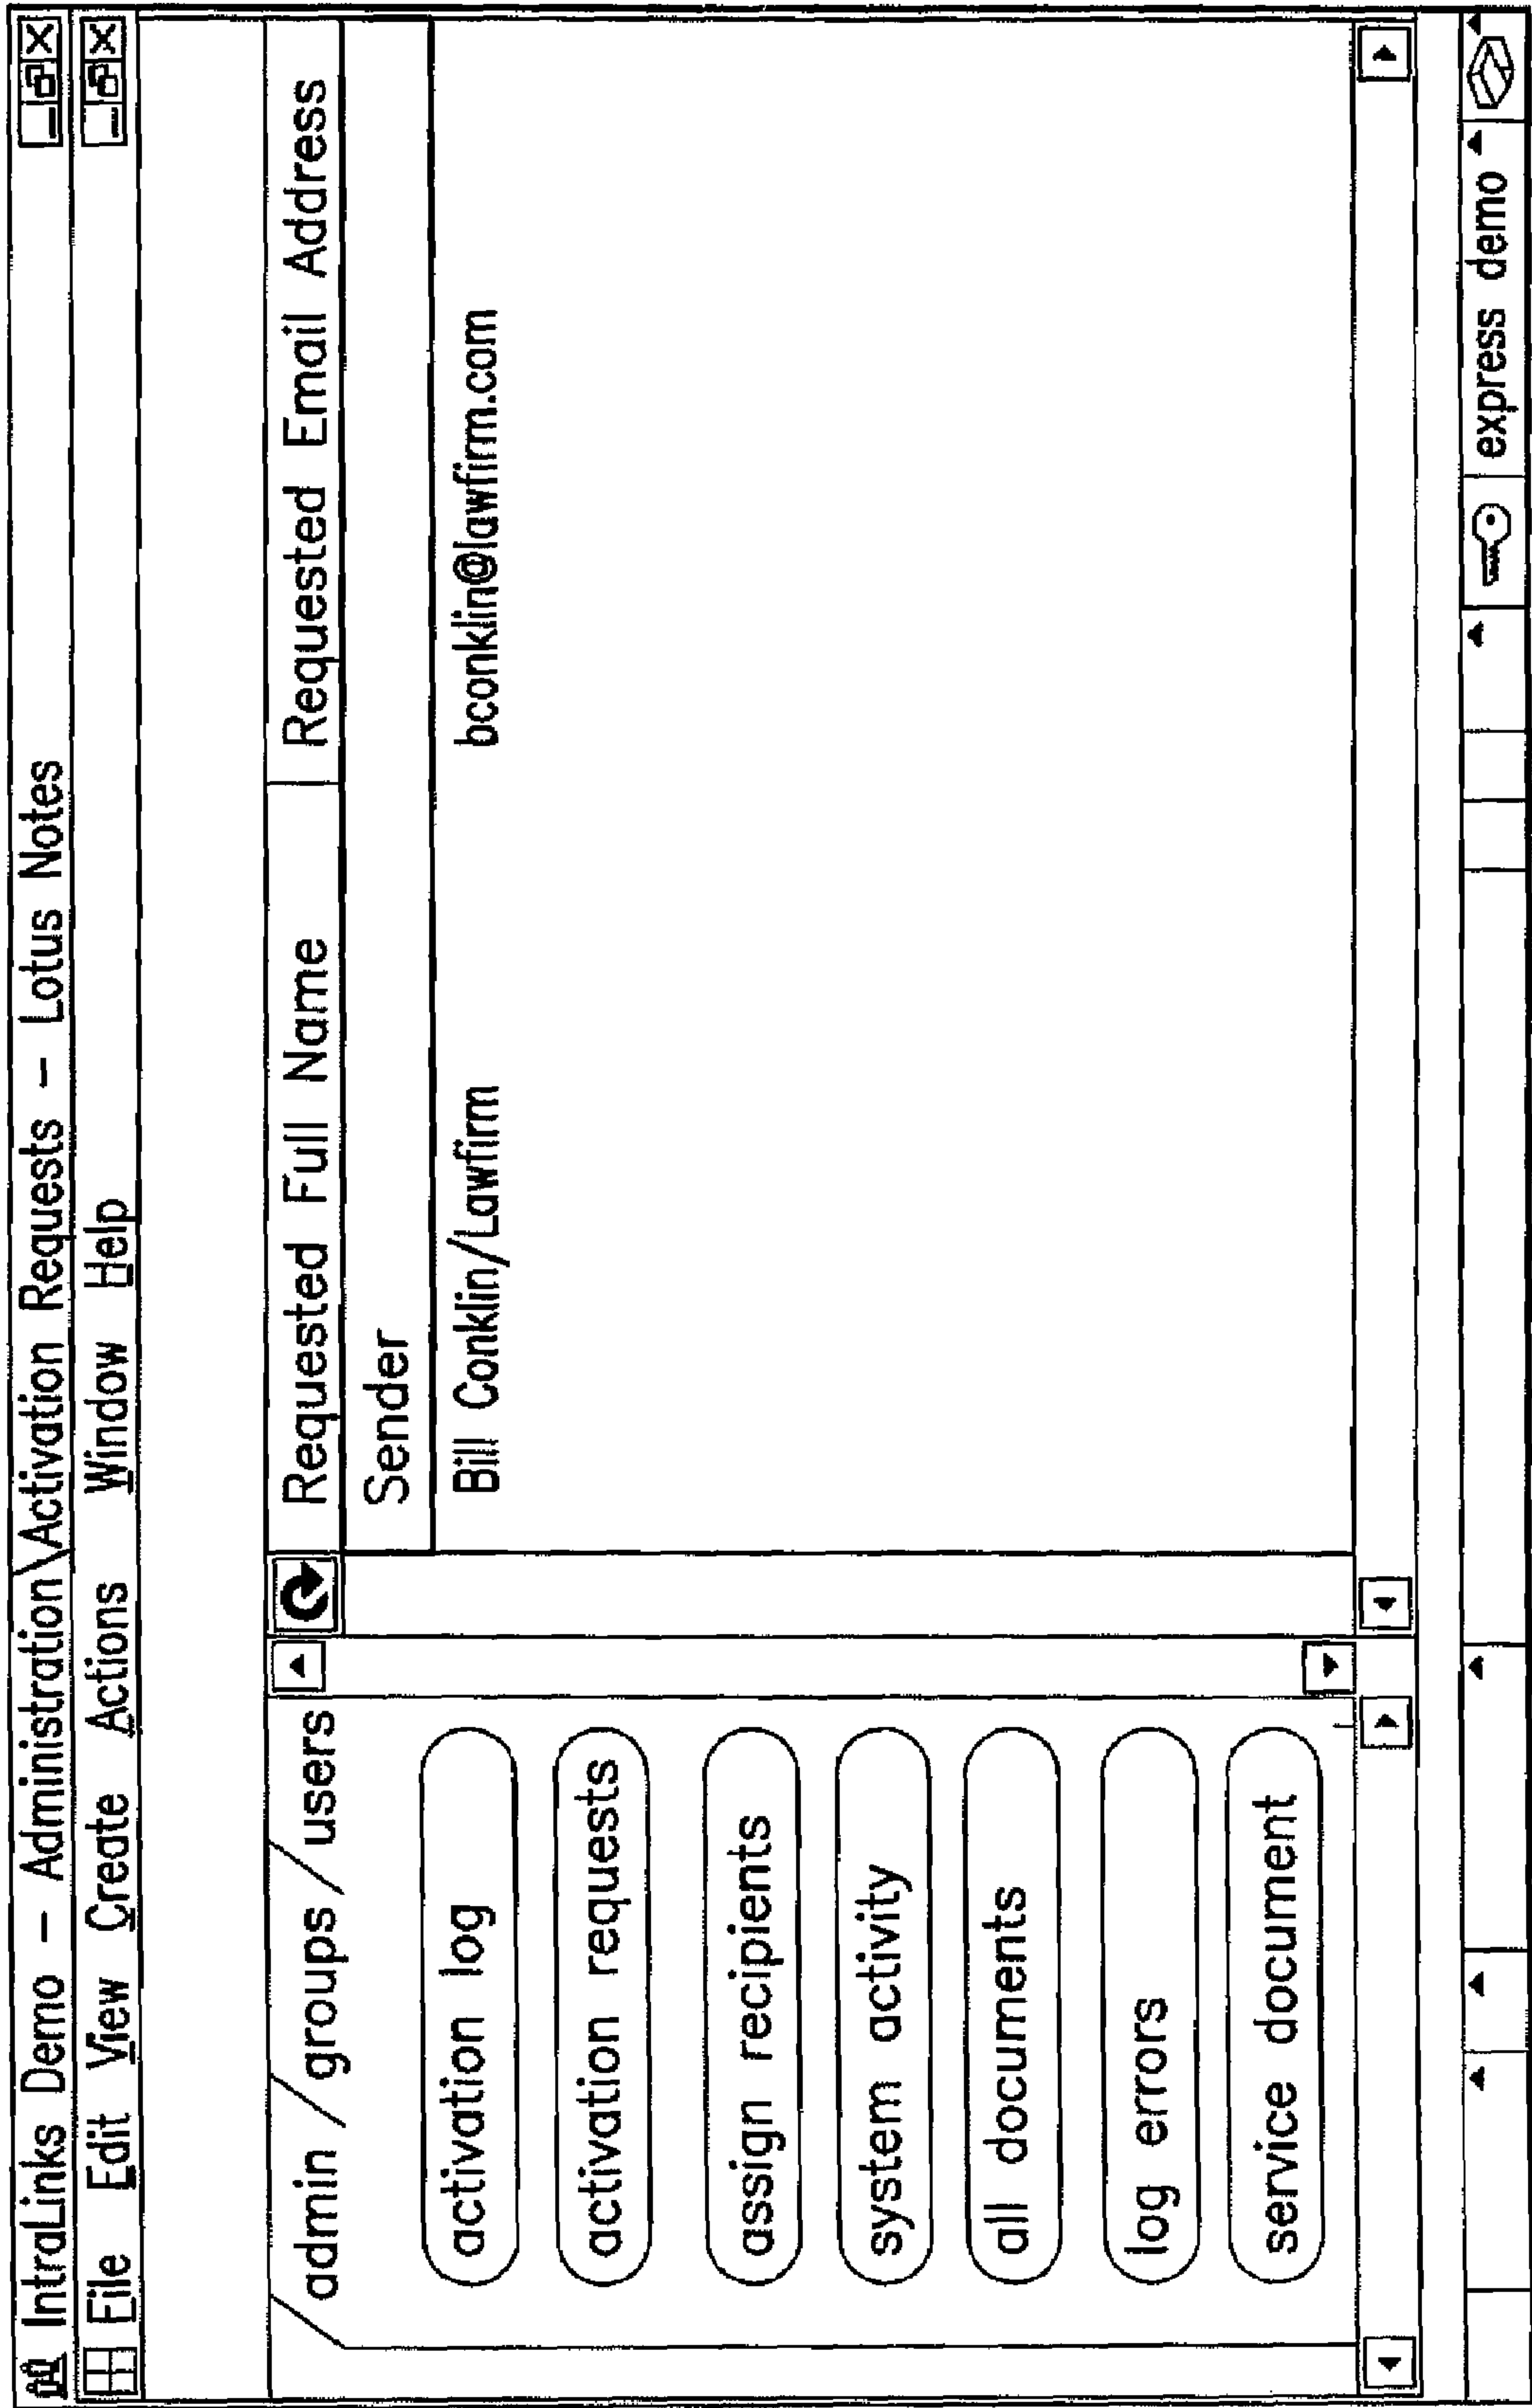 IntraLinks Demo – Administration\Activation Requests – Lotus Notes
File Edit View Create Actions Window Help
admin / groups / users
activation log
activation requests
assign recipients
system activity
all documents
log errors
service document
Requested Full Name Requested Email Address
Sender
Bill Conklin/Lawfirm bconklin@lawfirm.com
express demo